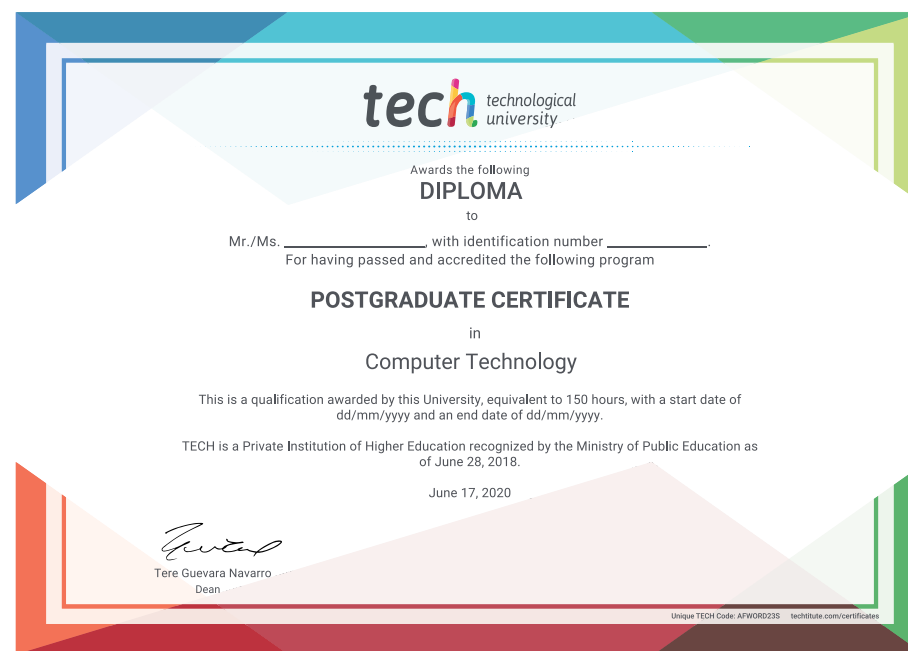 tech technological
university
Awards the following
DIPLOMA
to
Mr./Ms. ____________________, with identification number ______________.
For having passed and accredited the following program
POSTGRADUATE CERTIFICATE
in
Computer Technology
This is a qualification awarded by this University, equivalent to 150 hours, with a start date of
dd/mm/yyyy and an end date of dd/mm/yyyy.
TECH is a Private Institution of Higher Education recognized by the Ministry of Public Education as
of June 28, 2018.
June 17, 2020
Tere Guevara Navarro
Dean
Unique TECH Code: AFWORD23S techtitute.com/certificates